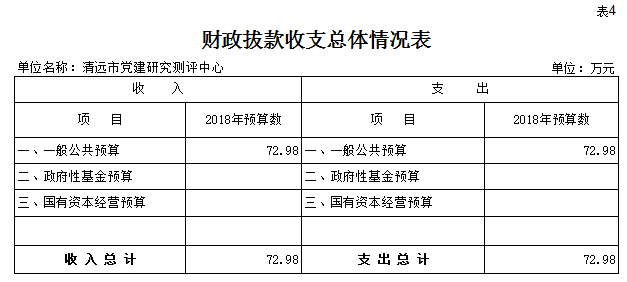 表4
财政拔款收支总体情况表
单位名称：清远市党建研究测评中心 单位：万元
收 入 支 出
项 目 2018年预算数 项 目 2018年预算数
一、一般公共预算 72.98 一、一般公共预算 72.98
二、政府性基金预算 二、政府性基金预算
三、国有资本经营预算 三、国有资本经营预算
收 入 总 计 72.98 支 出 总 计 72.98